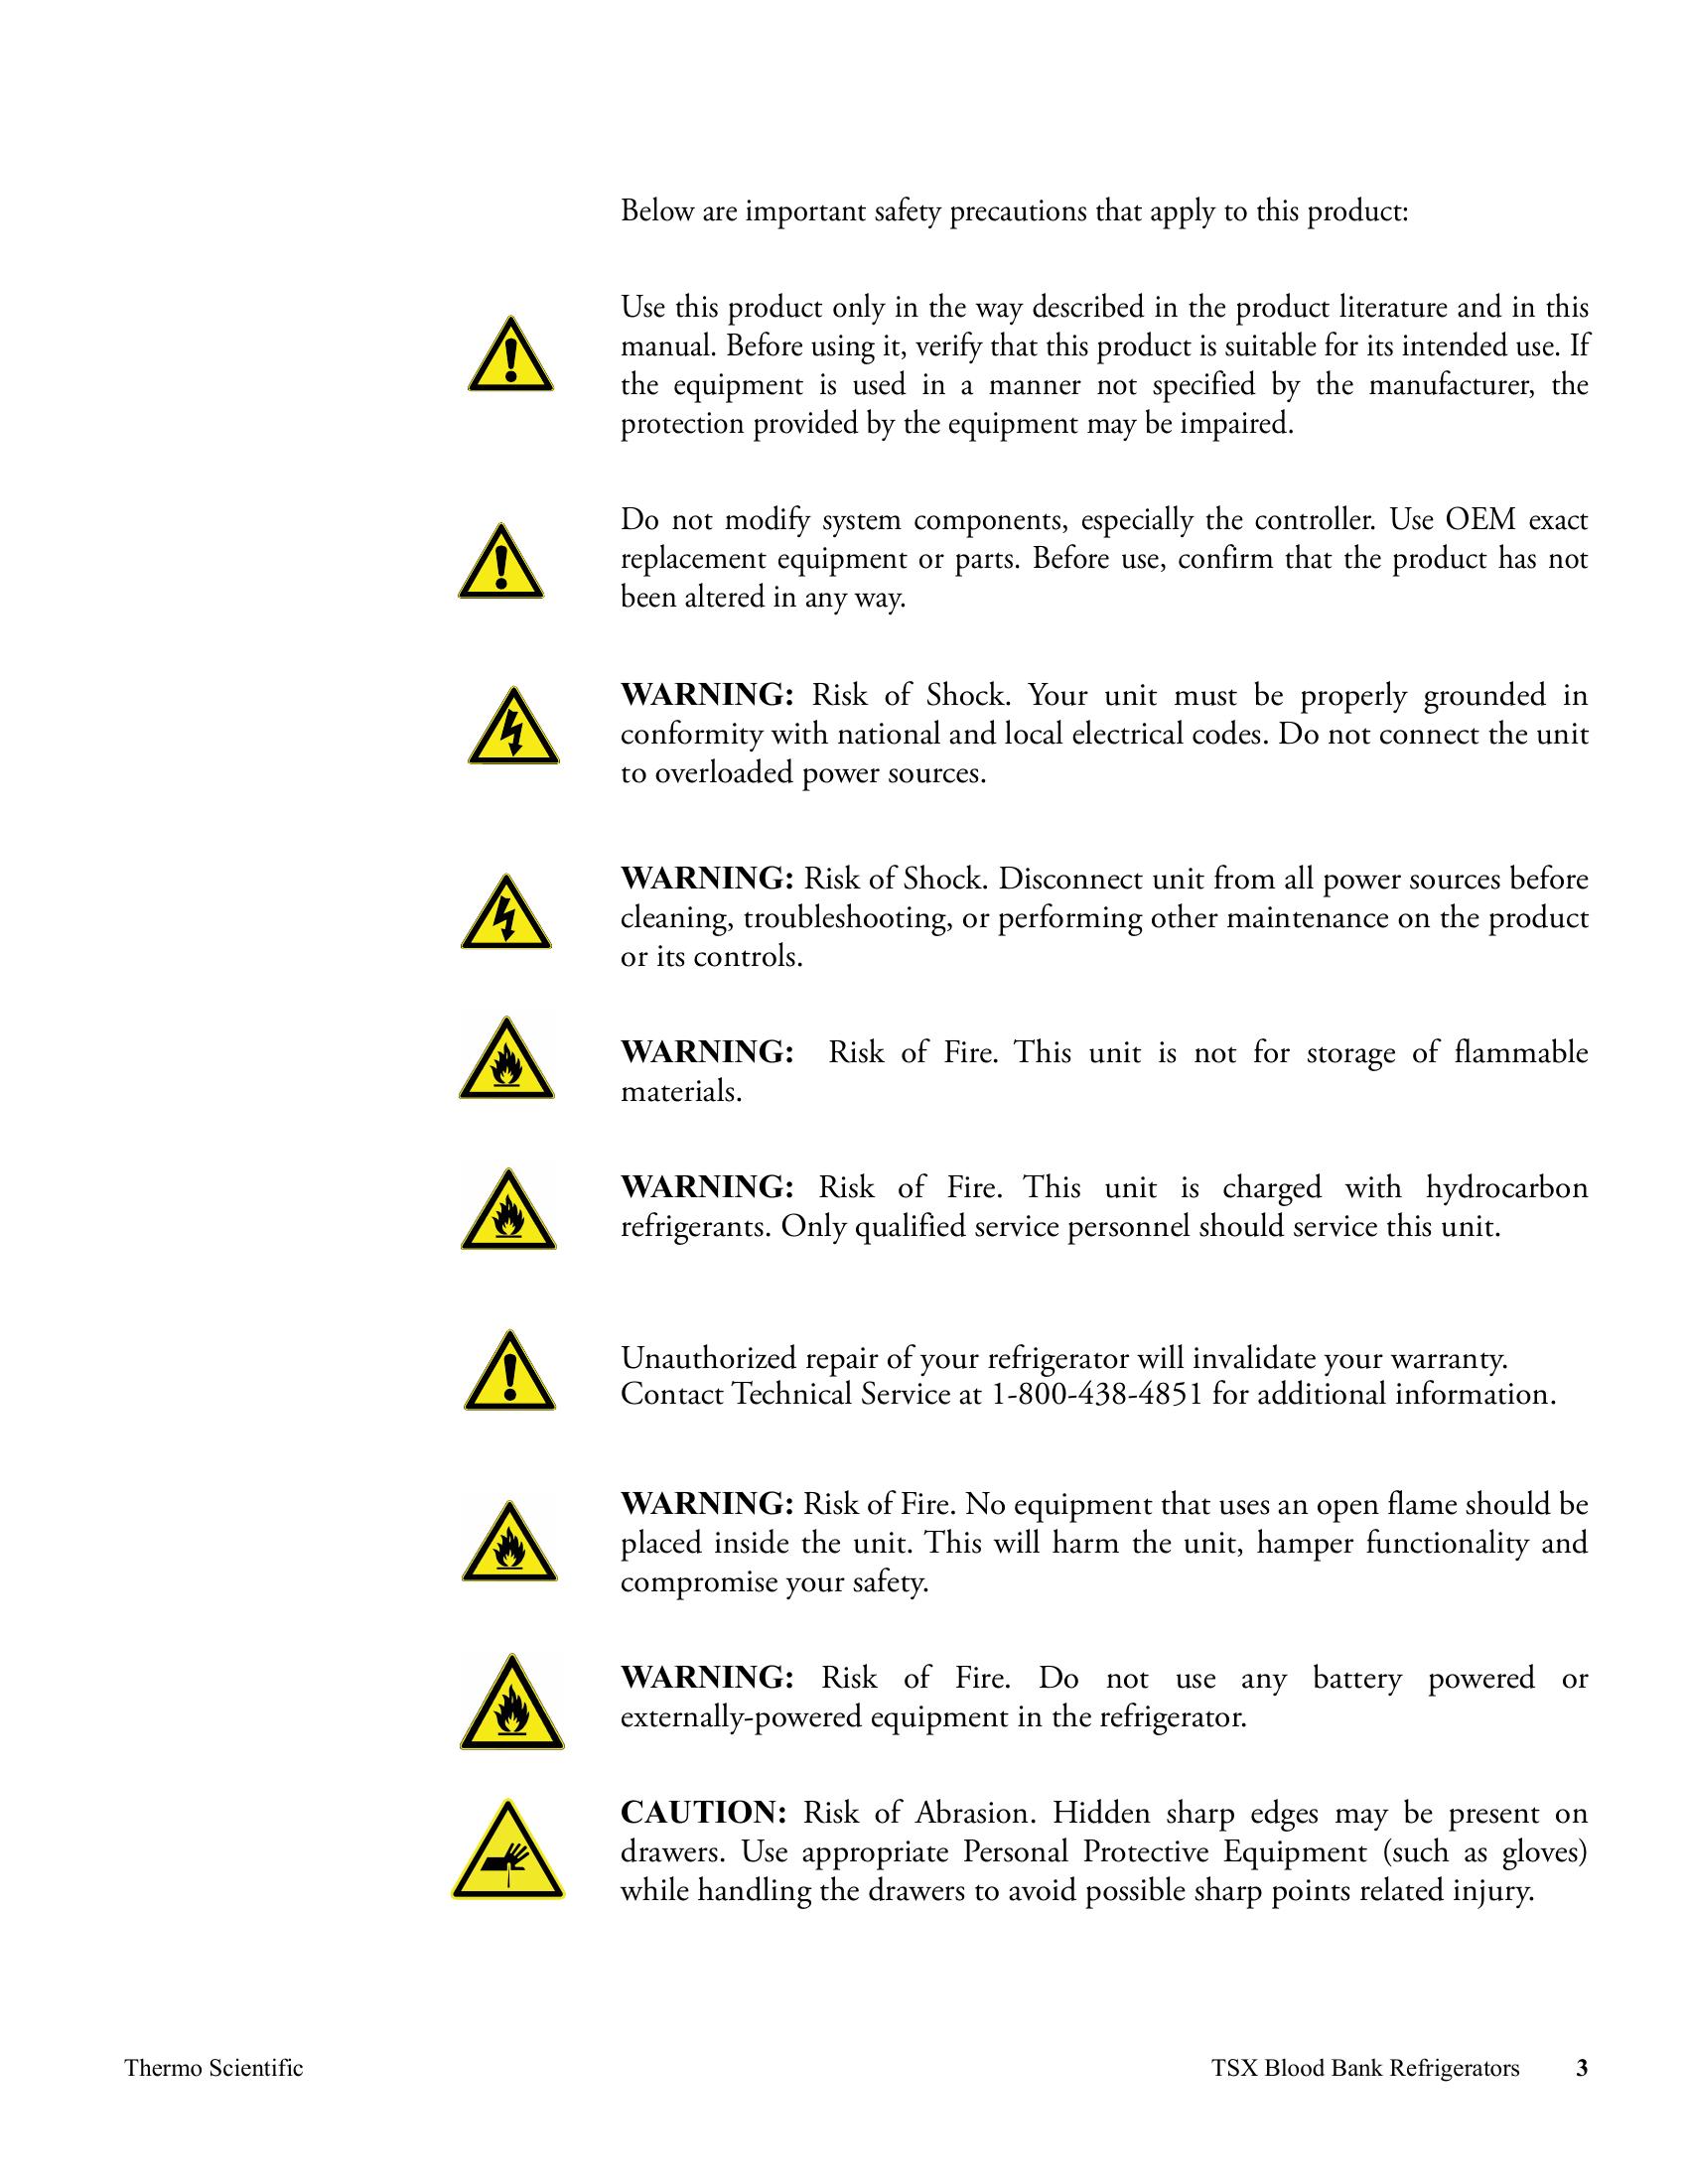 Below are important safety precautions that apply to this product:
Use this product only in the way described in the product literature and in this
manual. Before using it, verify that this product is suitable for its intended use. If
the equipment is used in a manner not specified by the manufacturer, the
protection provided by the equipment may be impaired.
Do not modify system components, especially the controller. Use OEM exact
replacement equipment or parts. Before use, confirm that the product has not
been altered in any way.
WARNING: Risk of Shock. Your unit must be properly grounded in
conformity with national and local electrical codes. Do not connect the unit
to overloaded power sources.
WARNING: Risk of Shock. Disconnect unit from all power sources before
cleaning, troubleshooting, or performing other maintenance on the product
or its controls.
WARNING: Risk of Fire. This unit is not for storage of flammable
materials.
WARNING: Risk of Fire. This unit is charged with hydrocarbon
refrigerants. Only qualified service personnel should service this unit.
Unauthorized repair of your refrigerator will invalidate your warranty.
Contact Technical Service at 1-800-438-4851 for additional information.
WARNING: Risk of Fire. No equipment that uses an open flame should be
placed inside the unit. This will harm the unit, hamper functionality and
compromise your safety.
WARNING: Risk of Fire. Do not use any battery powered or
externally-powered equipment in the refrigerator.
CAUTION: Risk of Abrasion. Hidden sharp edges may be present on
drawers. Use appropriate Personal Protective Equipment (such as gloves)
while handling the drawers to avoid possible sharp points related injury.
Thermo Scientific TSX Blood Bank Refrigerators 3